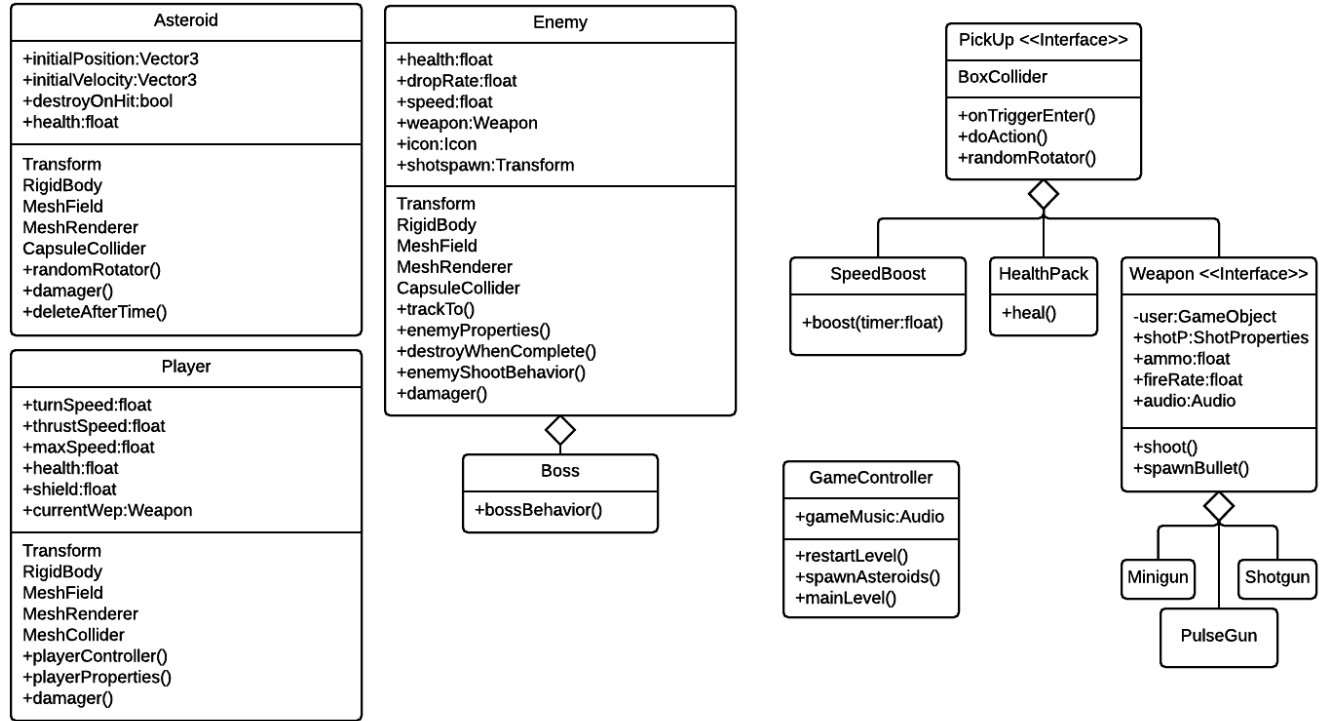 Asteroid
+initialPosition:Vector3
+initialVelocity:Vector3
+destroyOnHit:bool
+health:float
Transform
RigidBody
MeshField
MeshRenderer
CapsuleCollider
+randomRotator()
+damager()
+deleteAfterTime()
Player
+turnSpeed:float
+thrustSpeed:float
+maxSpeed:float
+health:float
+shield:float
+currentWep:Weapon
Transform
RigidBody
MeshField
MeshRenderer
MeshCollider
+playerController()
+playerProperties()
+damager()
Enemy
+health:float
+dropRate:float
+speed:float
+weapon:Weapon
+icon:Icon
+shotspawn:Transform
Transform
RigidBody
MeshField
MeshRenderer
CapsuleCollider
+trackTo()
+enemyProperties()
+destroyWhenComplete()
+enemyShootBehavior()
+damager()
Boss
+bossBehavior()
PickUp <<Interface>>
BoxCollider
+onTriggerEnter()
+doAction()
+randomRotator()
SpeedBoost
+boost(timer:float)
HealthPack
+heal()
Weapon <<Interface>>
-user:GameObject
+shotP:ShotProperties
+ammo:float
+fireRate:float
+audio:Audio
+shoot()
+spawnBullet()
GameController
+gameMusic:Audio
+restartLevel()
+spawnAsteroids()
+mainLevel()
Minigun
Shotgun
PulseGun